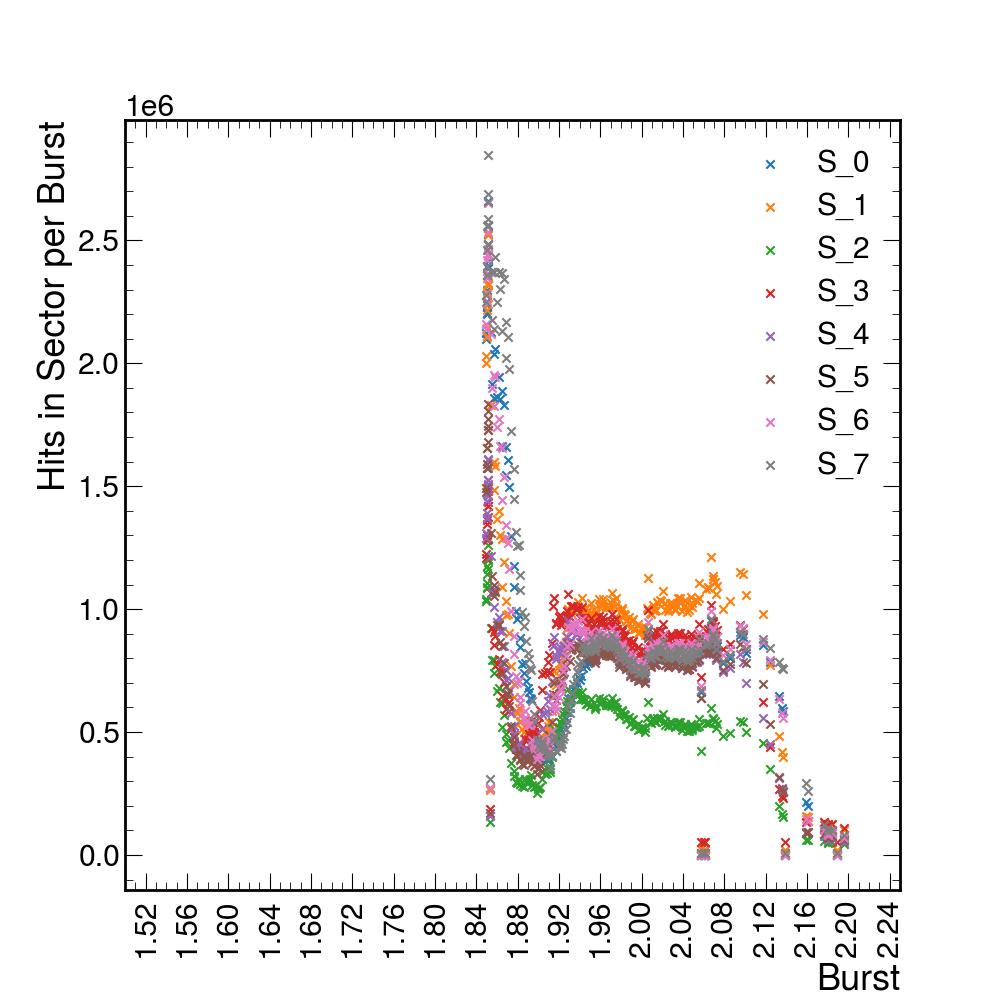 1e6
Hits in Sector per Burst
2.5
2.0
1.5
1.0
0.5
0.0
S_0
S_1
S_2
S_3
S_4
S_5
S_6
S_7
1.52 1.56 1.60 1.64 1.68 1.72 1.76 1.80 1.84 1.88 1.92 1.96 2.00 2.04 2.08 2.12 2.16 2.20 2.24
Burst